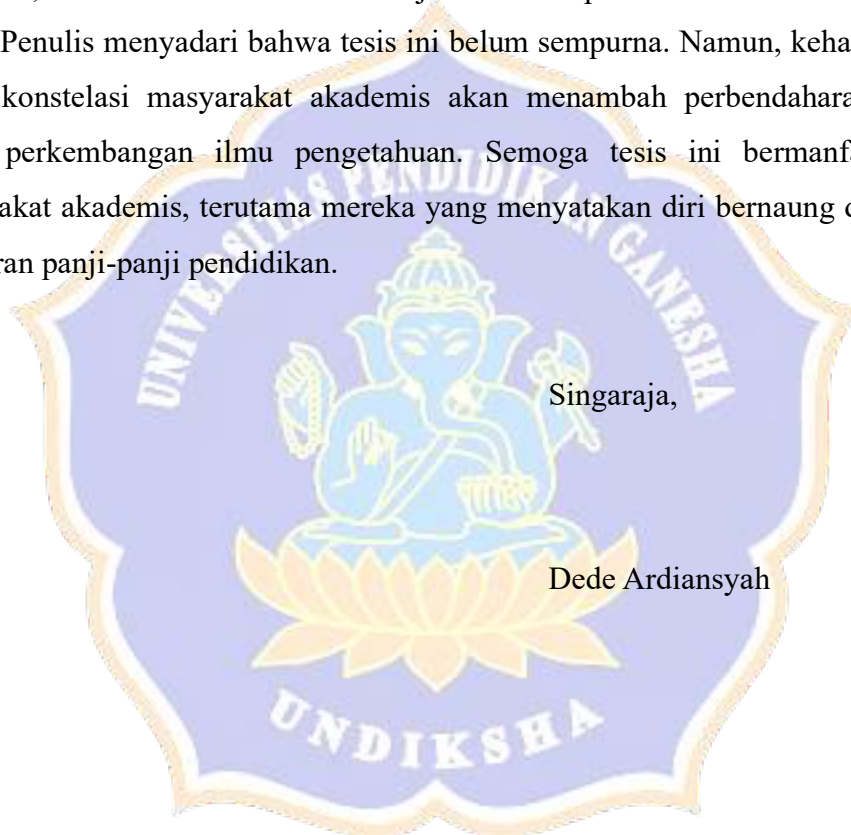 Penulis menyadari bahwa tesis ini belum sempurna. Namun, keha
konstelasi masyarakat akademis akan menambah perbendahara
perkembangan ilmu pengetahuan. Semoga tesis ini bermanfa
akat akademis, terutama mereka yang menyatakan diri bernaung d
ran panji-panji pendidikan.
UNIVERSITAS PENDIDIKAN GANESHA
Singaraja,
Dede Ardiansyah
UNDIKSHA